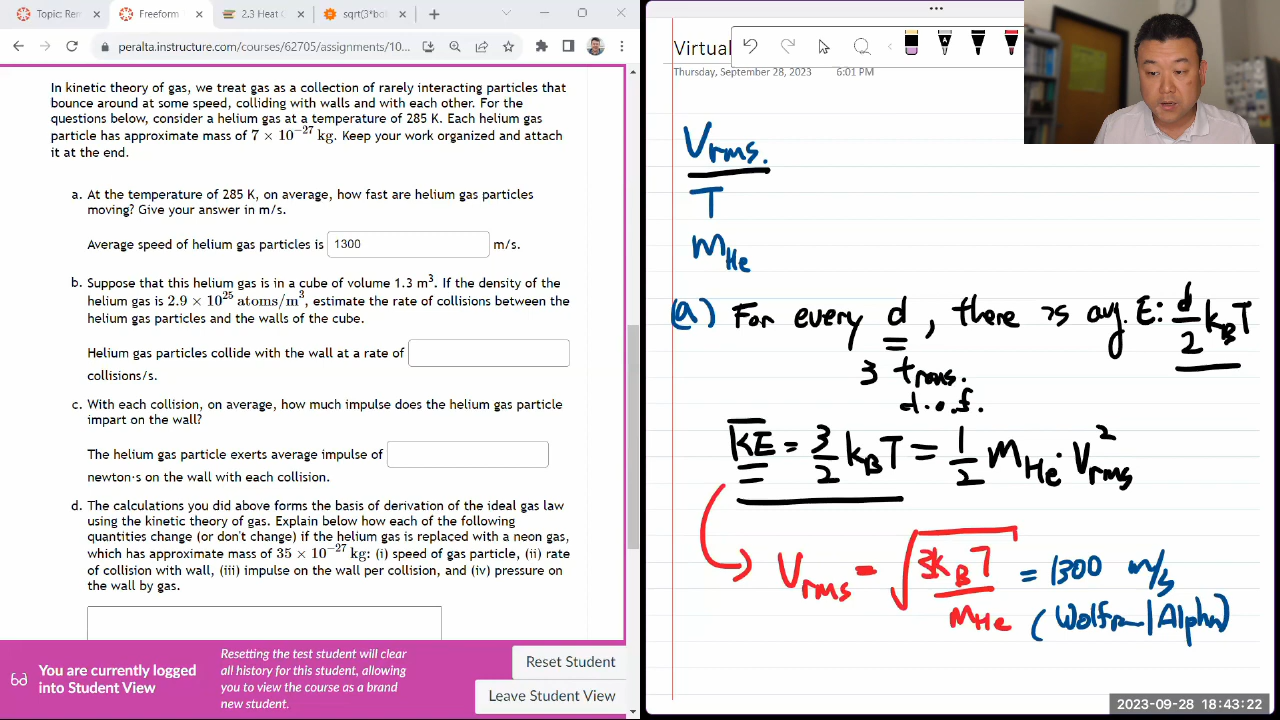 Topic: Rem
Freeform
2.3 Heat C
sqrt(3*bol
peralta.instructure.com/courses/62705/assignments/10...
In kinetic theory of gas, we treat gas as a collection of rarely interacting particles that
bounce around at some speed, colliding with walls and with each other. For the
questions below, consider a helium gas at a temperature of 285 K. Each helium gas
particle has approximate mass of 7 × 10⁻²⁷ kg. Keep your work organized and attach
it at the end.
a. At the temperature of 285 K, on average, how fast are helium gas particles
moving? Give your answer in m/s.
Average speed of helium gas particles is 1300 m/s.
b. Suppose that this helium gas is in a cube of volume 1.3 m³. If the density of the
helium gas is 2.9 × 10²⁵ atoms/m³, estimate the rate of collisions between the
helium gas particles and the walls of the cube.
Helium gas particles collide with the wall at a rate of
collisions/s.
c. With each collision, on average, how much impulse does the helium gas particle
impart on the wall?
The helium gas particle exerts average impulse of
newton·s on the wall with each collision.
d. The calculations you did above forms the basis of derivation of the ideal gas law
using the kinetic theory of gas. Explain below how each of the following
quantities change (or don't change) if the helium gas is replaced with a neon gas,
which has approximate mass of 35 × 10⁻²⁷ kg: (i) speed of gas particle, (ii) rate
of collision with wall, (iii) impulse on the wall per collision, and (iv) pressure on
the wall by gas.
You are currently logged
into Student View
Resetting the test student will clear
all history for this student, allowing
you to view the course as a brand
new student.
Reset Student
Leave Student View
Virtual
Thursday, September 28, 2023 6:01 PM
Vrms.
T
mHe
(a) For every d, there is avg. E: d/2 kBT
3 trans.
d.o.f.
KE = 3/2 kBT = 1/2 mHe · Vrms²
Vrms = √(3kBT/mHe) = 1300 m/s
(Wolfram|Alpha)
2023-09-28 18:43:22